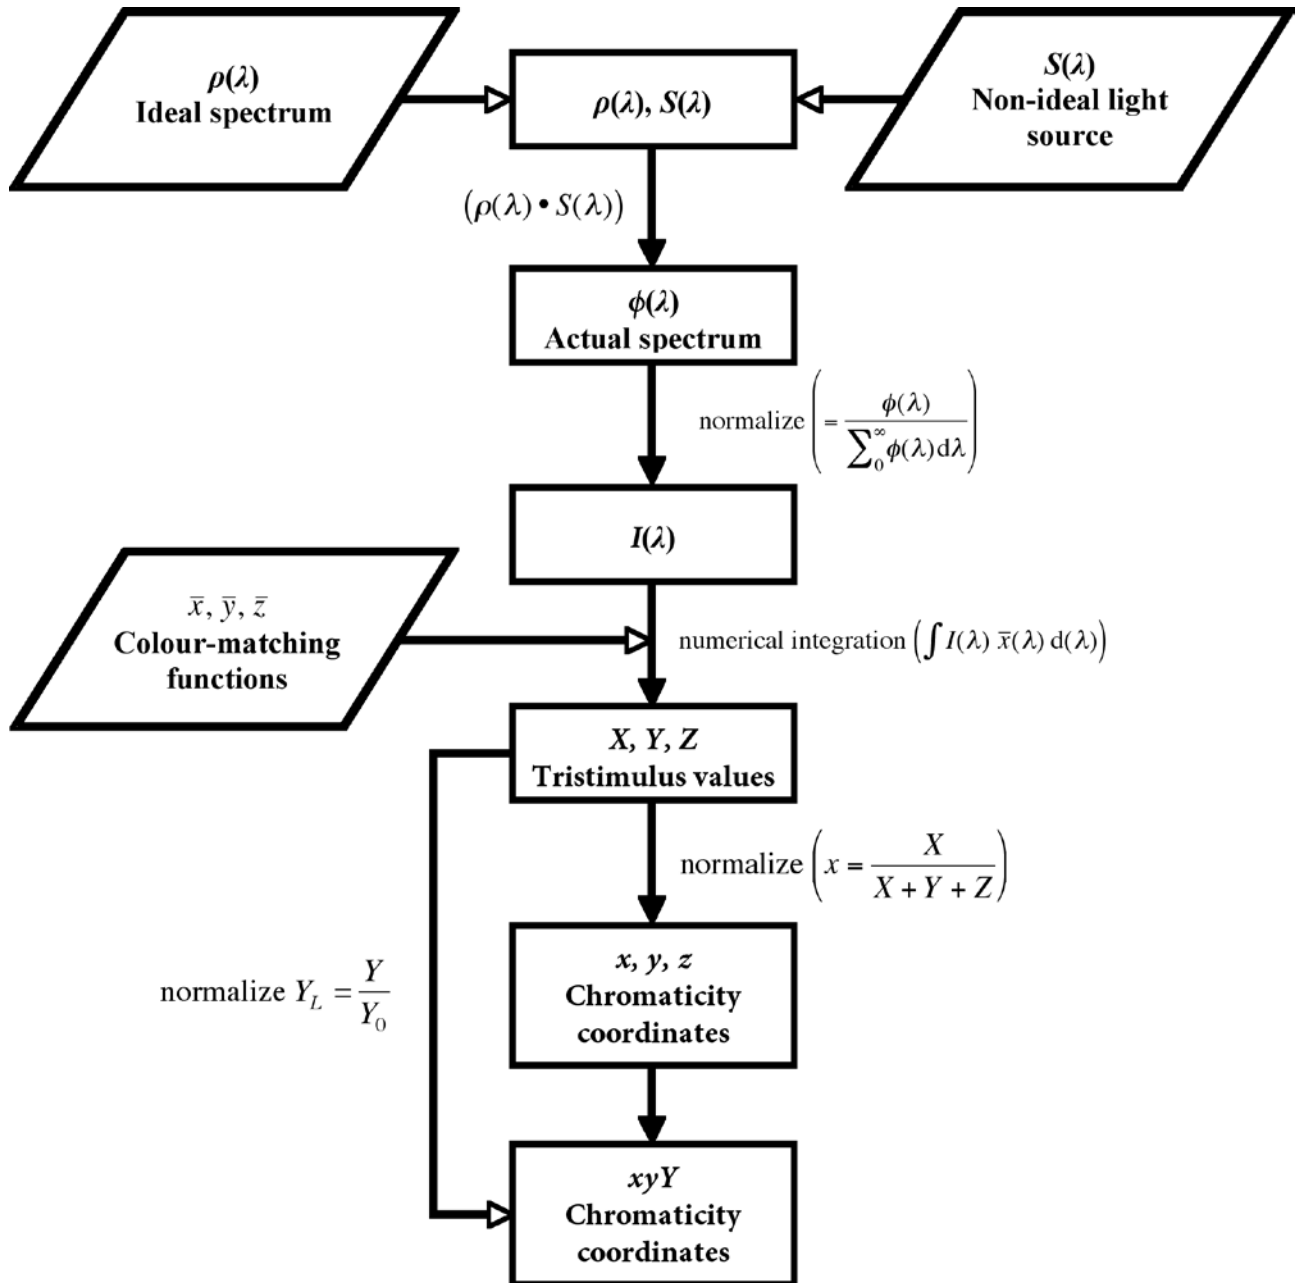 ρ(λ)
Ideal spectrum
ρ(λ), S(λ)
S(λ)
Non-ideal light
source
(ρ(λ) • S(λ))
ϕ(λ)
Actual spectrum
normalize ( = ϕ(λ) / ∑₀^∞ ϕ(λ) dλ )
I(λ)
x̄, ȳ, z̄
Colour-matching
functions
numerical integration (∫ I(λ) x̄(λ) d(λ))
X, Y, Z
Tristimulus values
normalize ( x = X / X + Y + Z )
normalize Y_L = Y / Y₀
x, y, z
Chromaticity
coordinates
xyY
Chromaticity
coordinates